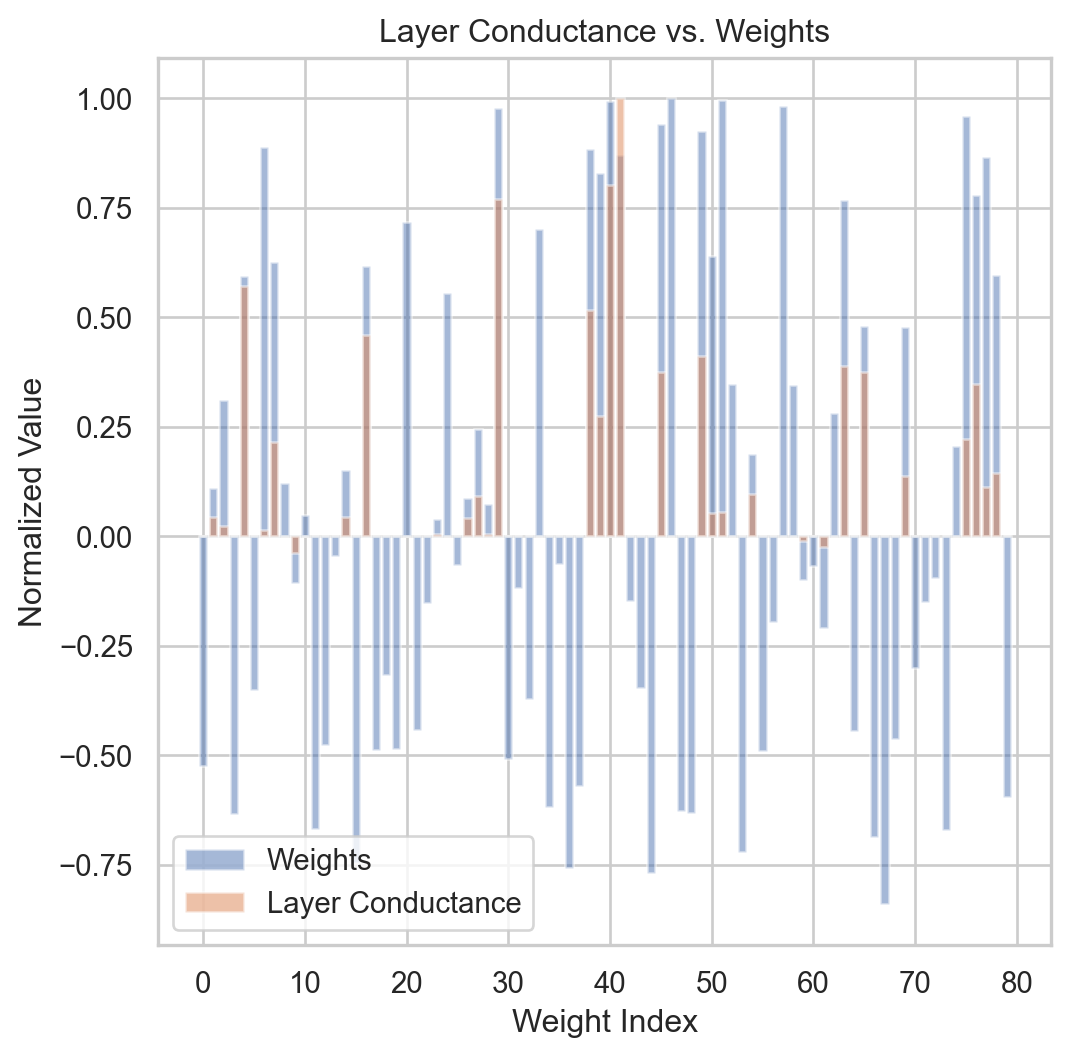 Layer Conductance vs. Weights
1.00
0.75
0.50
0.25
0.00
−0.25
−0.50
−0.75
Normalized Value
Weights
Layer Conductance
0 10 20 30 40 50 60 70 80
Weight Index